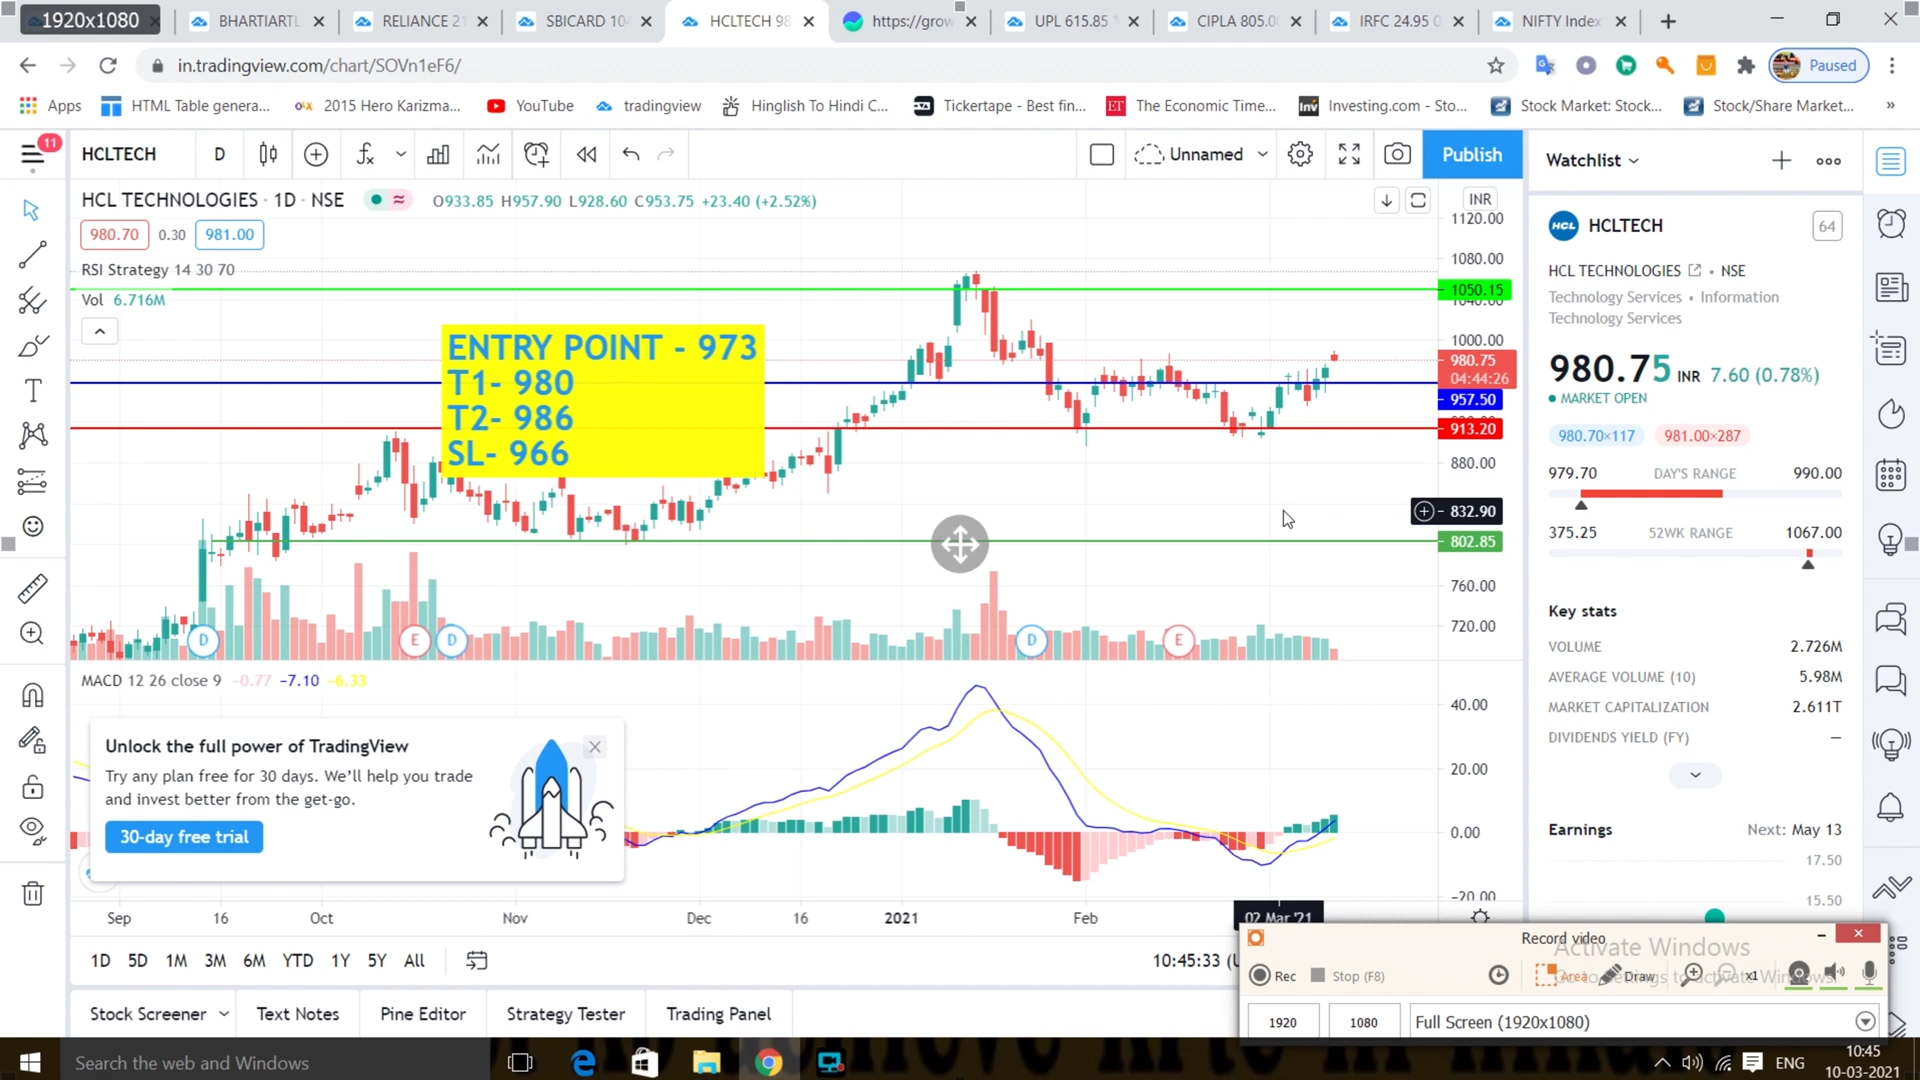 1920x1080
BHARTIARTL
RELIANCE 21
SBICARD 10
HCLTECH 98
https://grow
UPL 615.85
CIPLA 805.0
IRFC 24.95
NIFTY Index
in.tradingview.com/chart/SOVn1eF6/
Paused
Apps
HTML Table genera...
2015 Hero Karizma...
YouTube
tradingview
Hinglish To Hindi C...
Tickertape - Best fin...
ET
The Economic Time...
Inv
Investing.com - Sto...
Stock Market: Stock...
Stock/Share Market...
11
HCLTECH
D
Unnamed
Publish
Watchlist
HCL TECHNOLOGIES · 1D · NSE
O933.85 H957.90 L928.60 C953.75 +23.40 (+2.52%)
INR
980.70
0.30
981.00
RSI Strategy 14 30 70
Vol 6.716M
ENTRY POINT - 973
T1- 980
T2- 986
SL- 966
1120.00
1080.00
1050.15
1040.00
1000.00
980.75
04:44:26
957.50
913.20
880.00
832.90
802.85
760.00
720.00
D
E
D
D
E
MACD 12 26 close 9 -0.77 -7.10 -6.33
40.00
20.00
0.00
-20.00
Unlock the full power of TradingView
Try any plan free for 30 days. We'll help you trade
and invest better from the get-go.
30-day free trial
Sep
16
Oct
Nov
Dec
16
2021
Feb
02 Mar '21
1D
5D
1M
3M
6M
YTD
1Y
5Y
All
10:45:33 (U
Stock Screener
Text Notes
Pine Editor
Strategy Tester
Trading Panel
HCL
HCLTECH
64
HCL TECHNOLOGIES
• NSE
Technology Services • Information
Technology Services
980.75 INR 7.60 (0.78%)
MARKET OPEN
980.70×117
981.00×287
979.70
DAY'S RANGE
990.00
375.25
52WK RANGE
1067.00
Key stats
VOLUME
2.726M
AVERAGE VOLUME (10)
5.98M
MARKET CAPITALIZATION
2.611T
DIVIDENDS YIELD (FY)
—
Earnings
Next: May 13
17.50
15.50
Record video
Activate Windows
Go to Settings to activate Windows.
Rec
Stop (F8)
Area
Draw
x1
1920
1080
Full Screen (1920x1080)
Search the web and Windows
ENG
10:45
10-03-2021